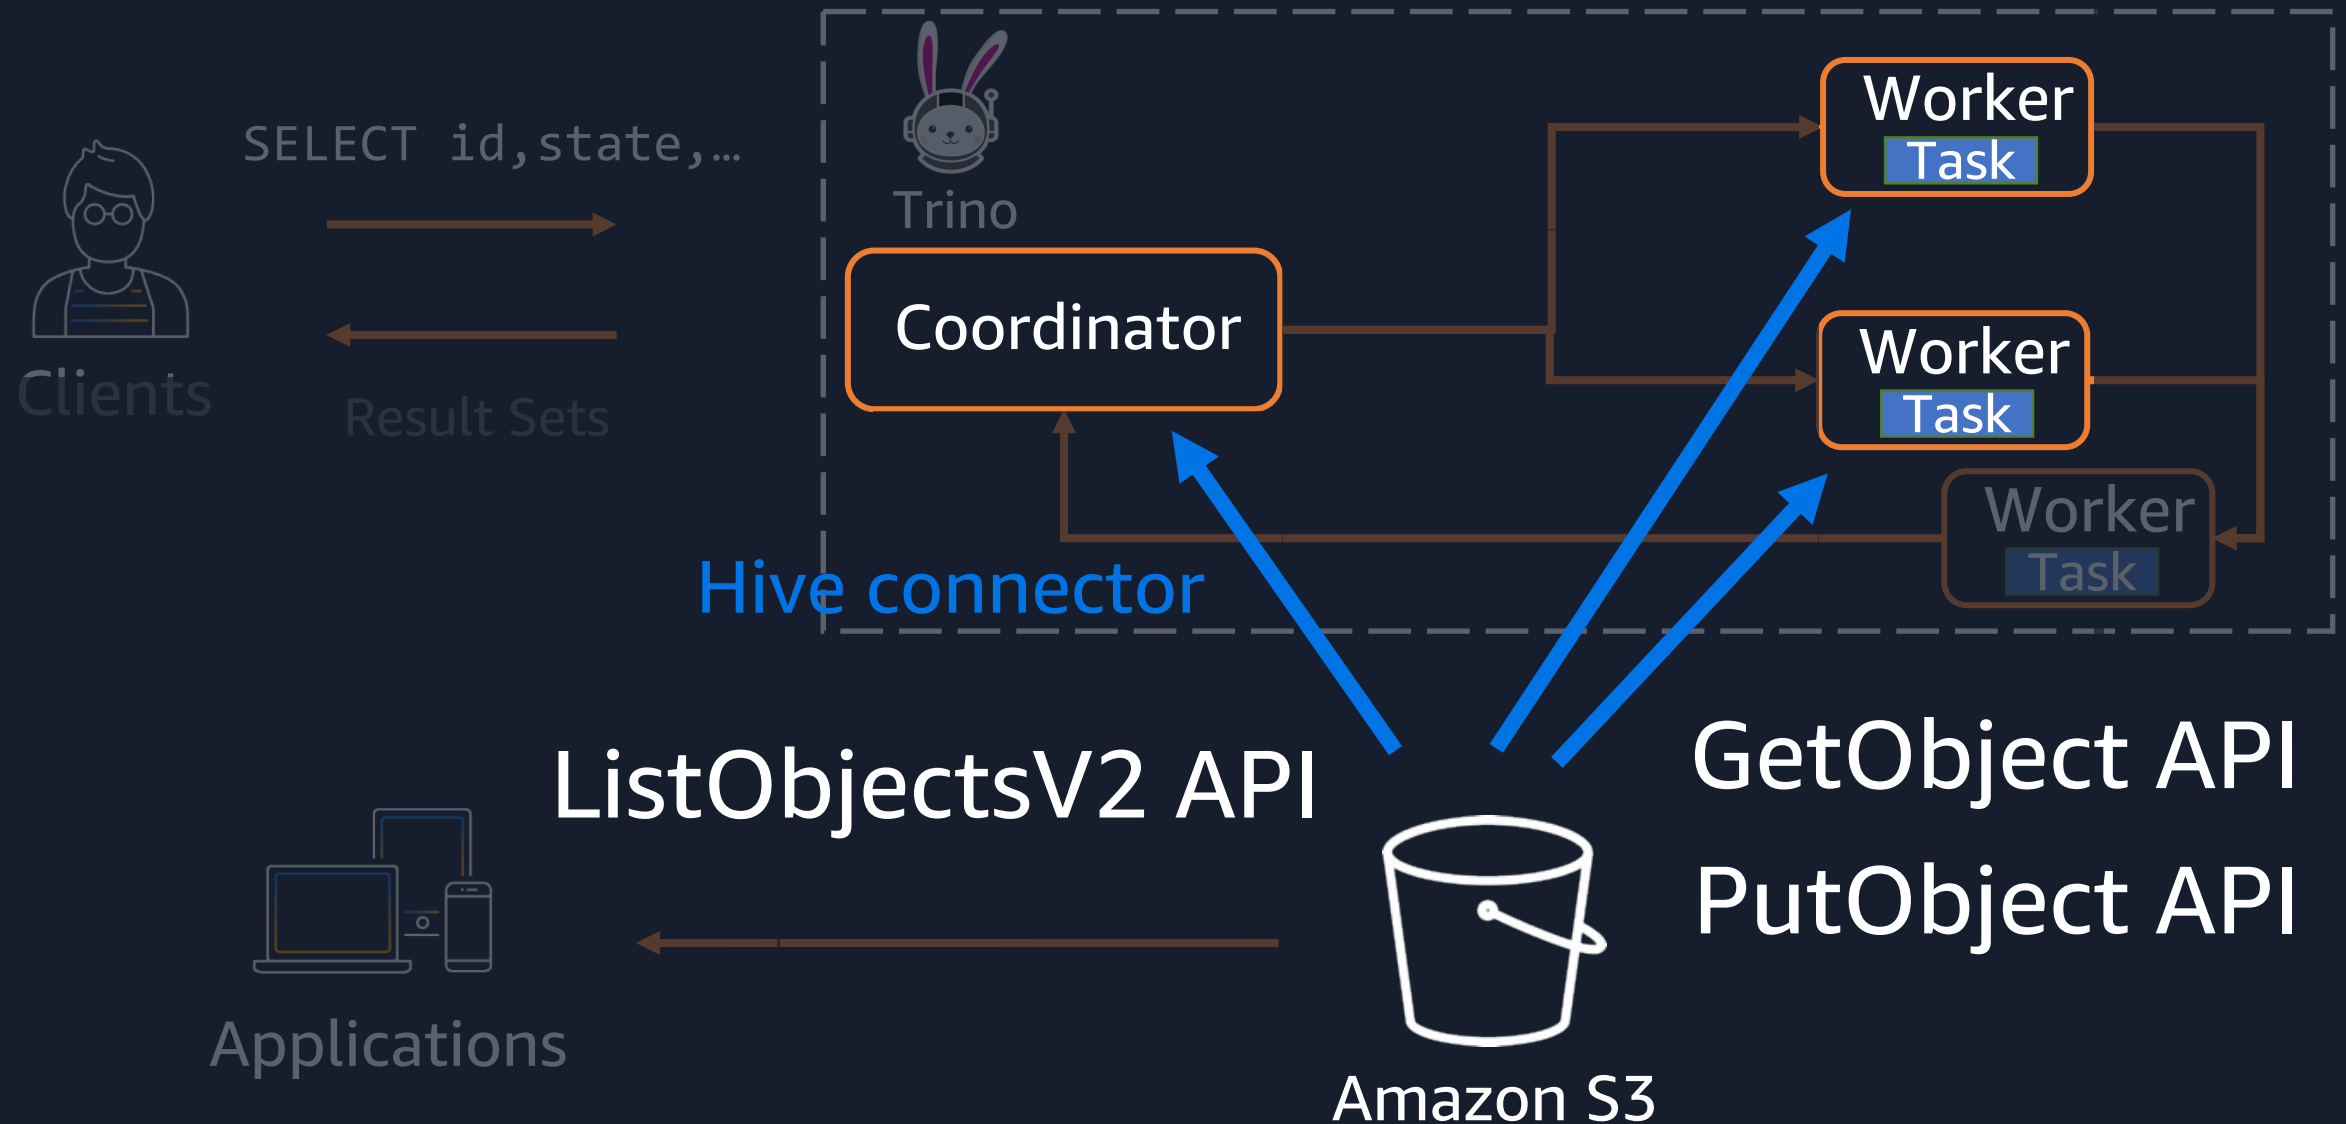 SELECT id,state,…
Clients
Result Sets
Trino
Coordinator
Worker
Task
Worker
Task
Worker
Task
Hive connector
ListObjectsV2 API
GetObject API
PutObject API
Applications
Amazon S3